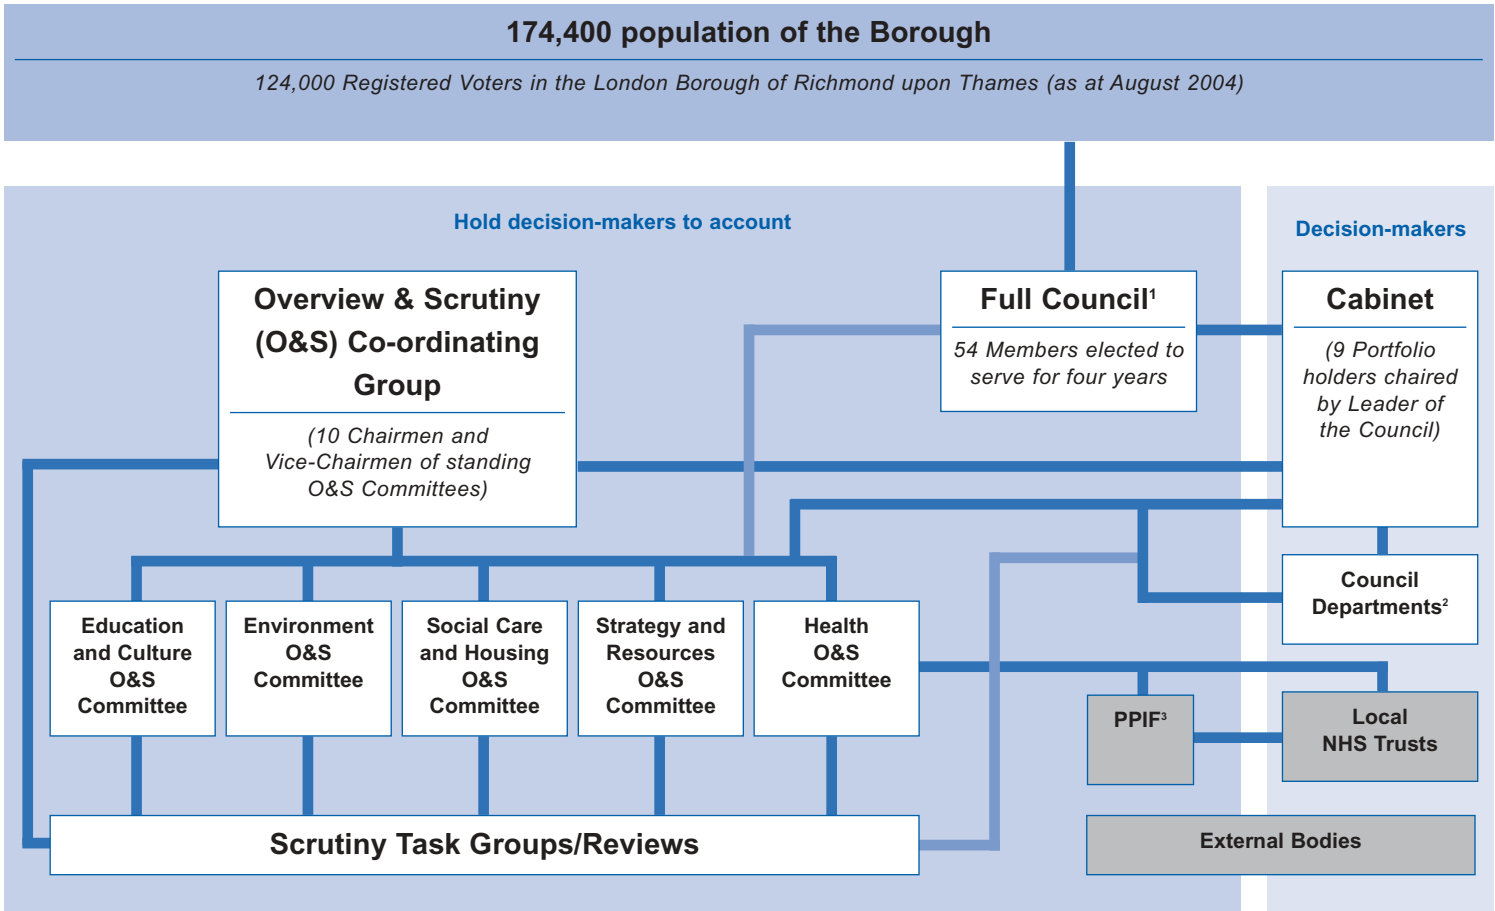 174,400 population of the Borough
124,000 Registered Voters in the London Borough of Richmond upon Thames (as at August 2004)
Hold decision-makers to account
Decision-makers
Overview & Scrutiny
(O&S) Co-ordinating
Group
(10 Chairmen and
Vice-Chairmen of standing
O&S Committees)
Full Council¹
54 Members elected to
serve for four years
Cabinet
(9 Portfolio
holders chaired
by Leader of
the Council)
Council
Departments²
Education
and Culture
O&S
Committee
Environment
O&S
Committee
Social Care
and Housing
O&S
Committee
Strategy and
Resources
O&S
Committee
Health
O&S
Committee
PPIF³
Local
NHS Trusts
Scrutiny Task Groups/Reviews
External Bodies